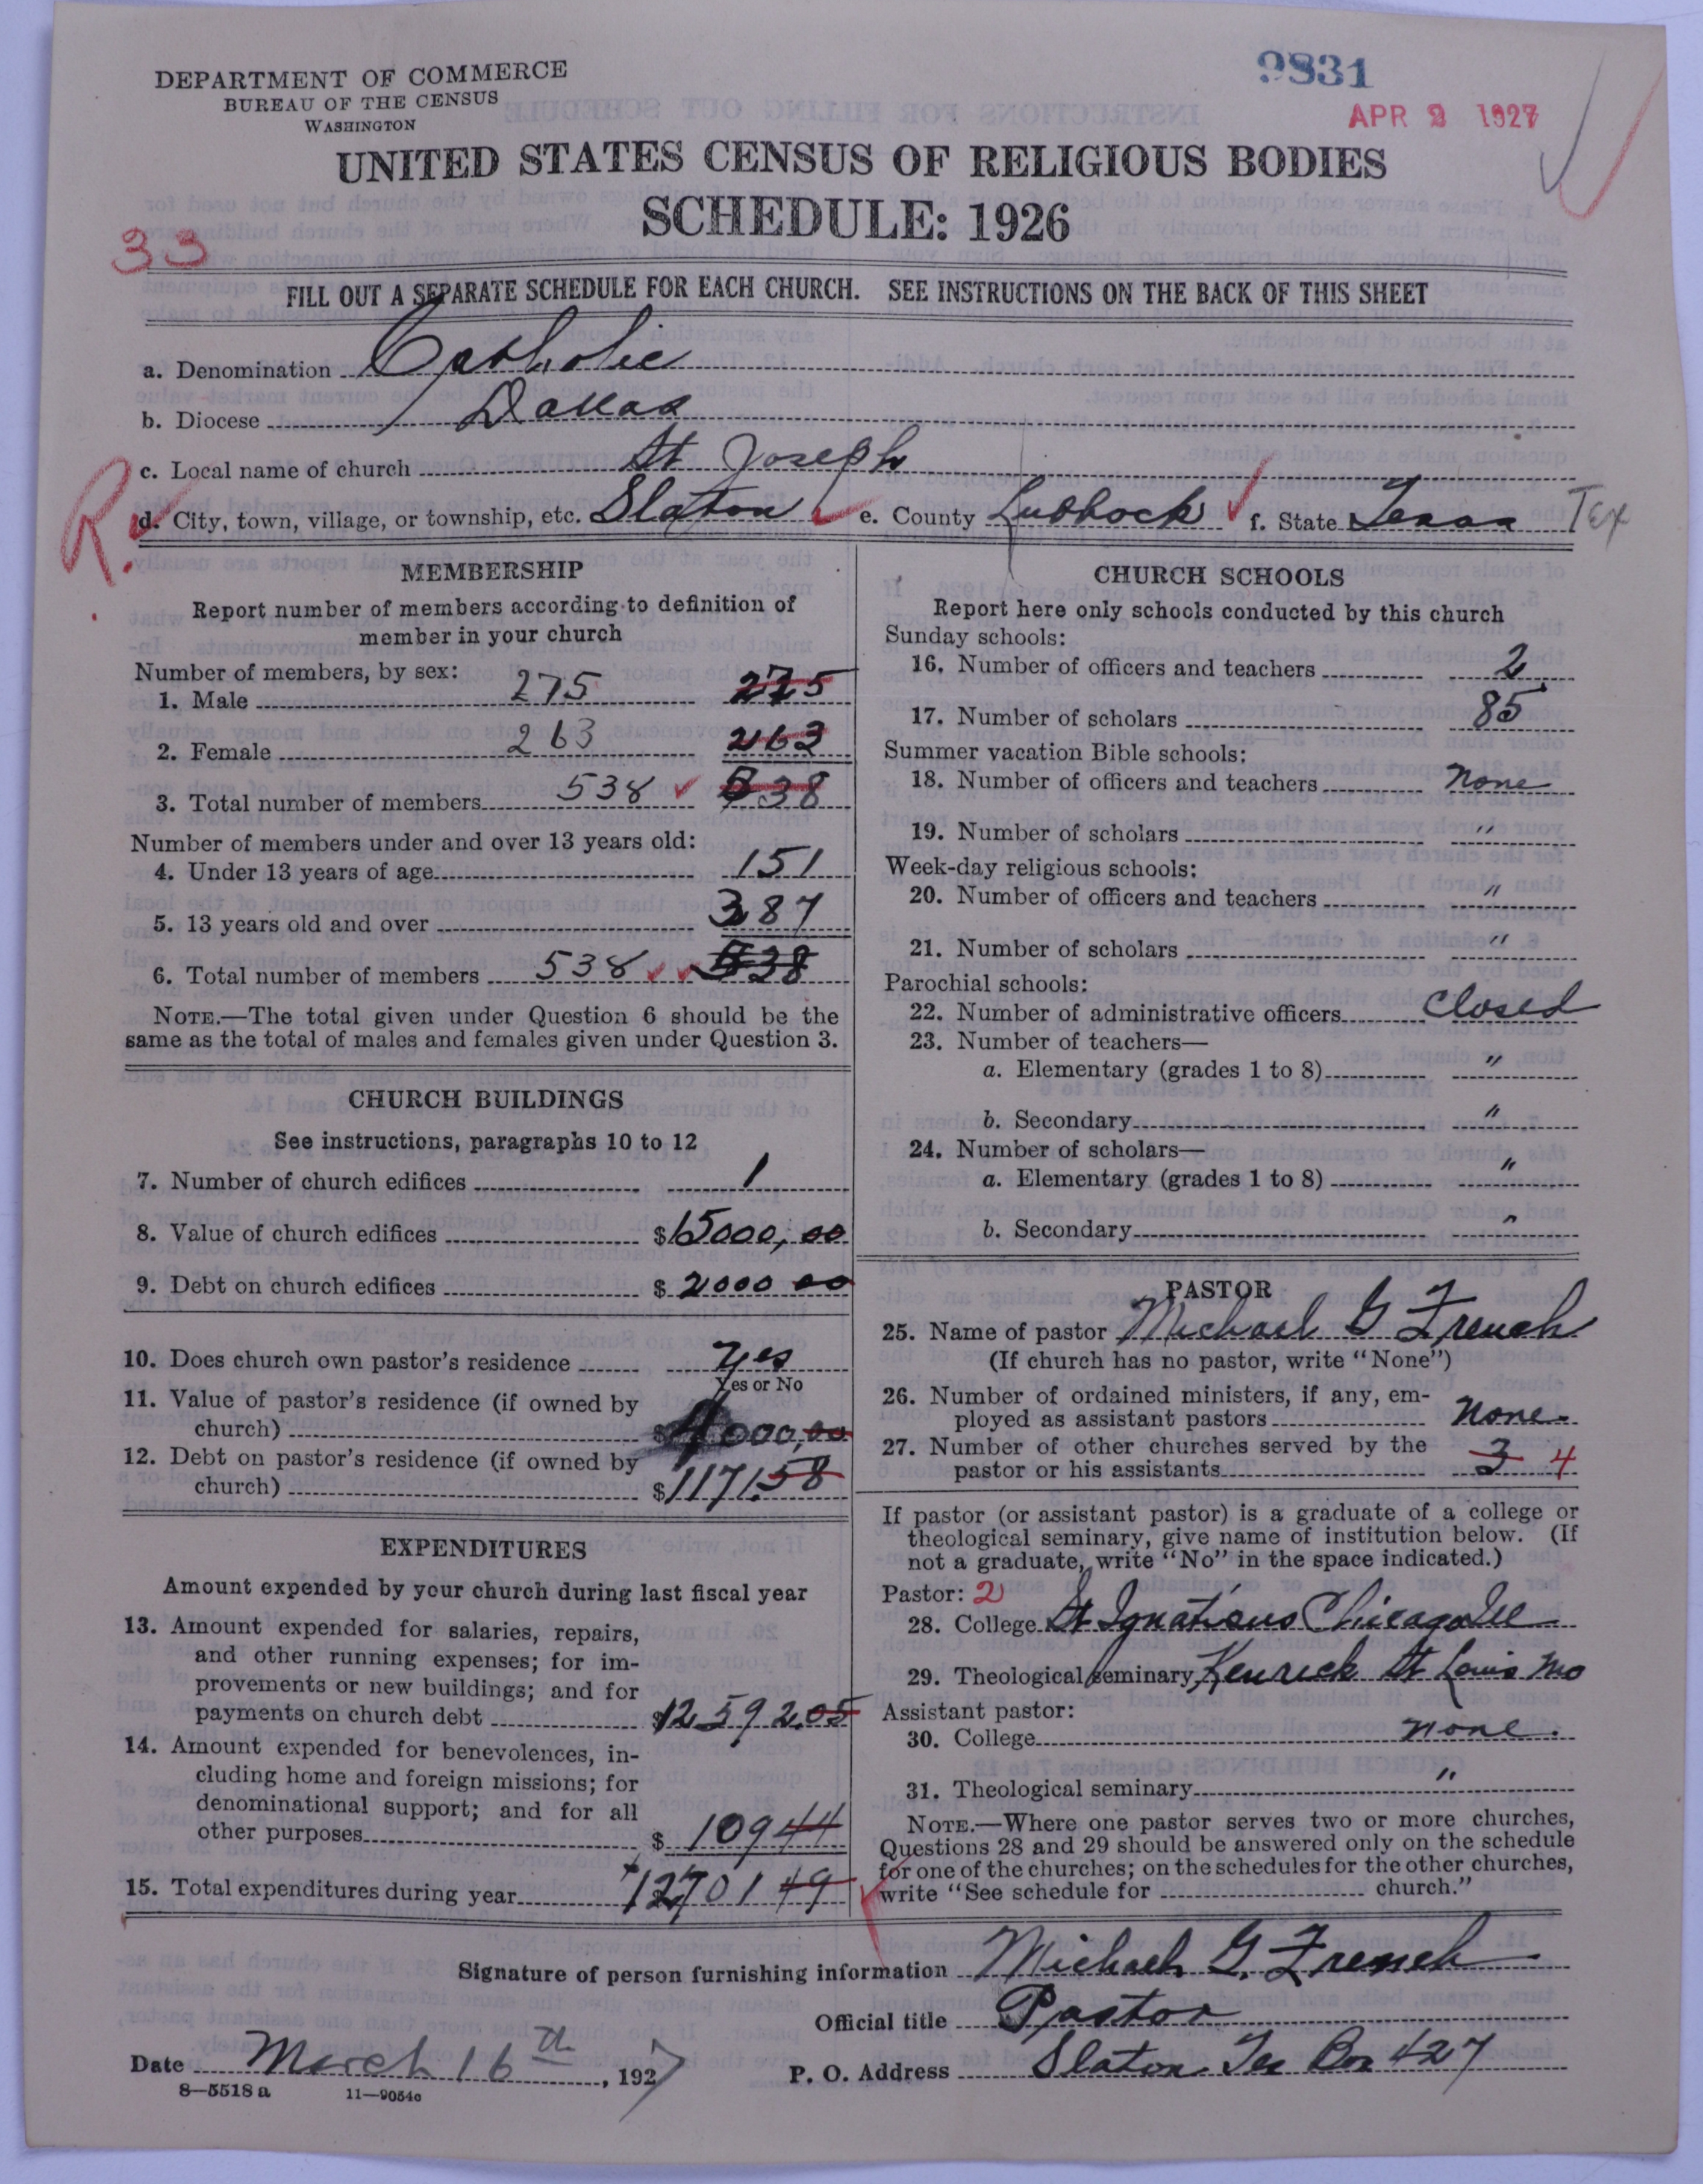 DEPARTMENT OF COMMERCE
BUREAU OF THE CENSUS
WASHINGTON
9831
APR 2 1927
UNITED STATES CENSUS OF RELIGIOUS BODIES
SCHEDULE: 1926
33
FILL OUT A SEPARATE SCHEDULE FOR EACH CHURCH. SEE INSTRUCTIONS ON THE BACK OF THIS SHEET
a. Denomination Catholic
b. Diocese Dallas
c. Local name of church St Joseph
d. City, town, village, or township, etc. Slaton e. County Lubbock f. State Texas Tex
R.
MEMBERSHIP
Report number of members according to definition of
member in your church
Number of members, by sex:
1. Male 275 275
2. Female 263 263
3. Total number of members 538 538
Number of members under and over 13 years old:
4. Under 13 years of age 151
5. 13 years old and over 387
6. Total number of members 538 538
NOTE.—The total given under Question 6 should be the
same as the total of males and females given under Question 3.
CHURCH BUILDINGS
See instructions, paragraphs 10 to 12
7. Number of church edifices 1
8. Value of church edifices $15000,00
9. Debt on church edifices $2000 00
10. Does church own pastor's residence Yes
Yes or No
11. Value of pastor's residence (if owned by
church) $4000,00
12. Debt on pastor's residence (if owned by
church) $1171.58
EXPENDITURES
Amount expended by your church during last fiscal year
13. Amount expended for salaries, repairs,
and other running expenses; for im-
provements or new buildings; and for
payments on church debt $12592.05
14. Amount expended for benevolences, in-
cluding home and foreign missions; for
denominational support; and for all
other purposes $109 44
15. Total expenditures during year 12701 49
CHURCH SCHOOLS
Report here only schools conducted by this church
Sunday schools:
16. Number of officers and teachers 2
17. Number of scholars 85
Summer vacation Bible schools:
18. Number of officers and teachers none
19. Number of scholars "
Week-day religious schools:
20. Number of officers and teachers "
21. Number of scholars "
Parochial schools:
22. Number of administrative officers closed
23. Number of teachers—
a. Elementary (grades 1 to 8) "
b. Secondary "
24. Number of scholars—
a. Elementary (grades 1 to 8) "
b. Secondary "
PASTOR
25. Name of pastor Michael G French
(If church has no pastor, write "None")
26. Number of ordained ministers, if any, em-
ployed as assistant pastors none
27. Number of other churches served by the
pastor or his assistants 3 4
If pastor (or assistant pastor) is a graduate of a college or
theological seminary, give name of institution below. (If
not a graduate, write "No" in the space indicated.)
Pastor: 2
28. College St Ignatious Chicago Ill
29. Theological seminary Kenrick St Louis Mo
Assistant pastor:
30. College none.
31. Theological seminary "
NOTE.—Where one pastor serves two or more churches,
Questions 28 and 29 should be answered only on the schedule
for one of the churches; on the schedules for the other churches,
write "See schedule for church."
Signature of person furnishing information Michael G. French
Official title Pastor
Date March 16th, 1927 P. O. Address Slaton Tex Box 427
8—5518 a 11—9054c